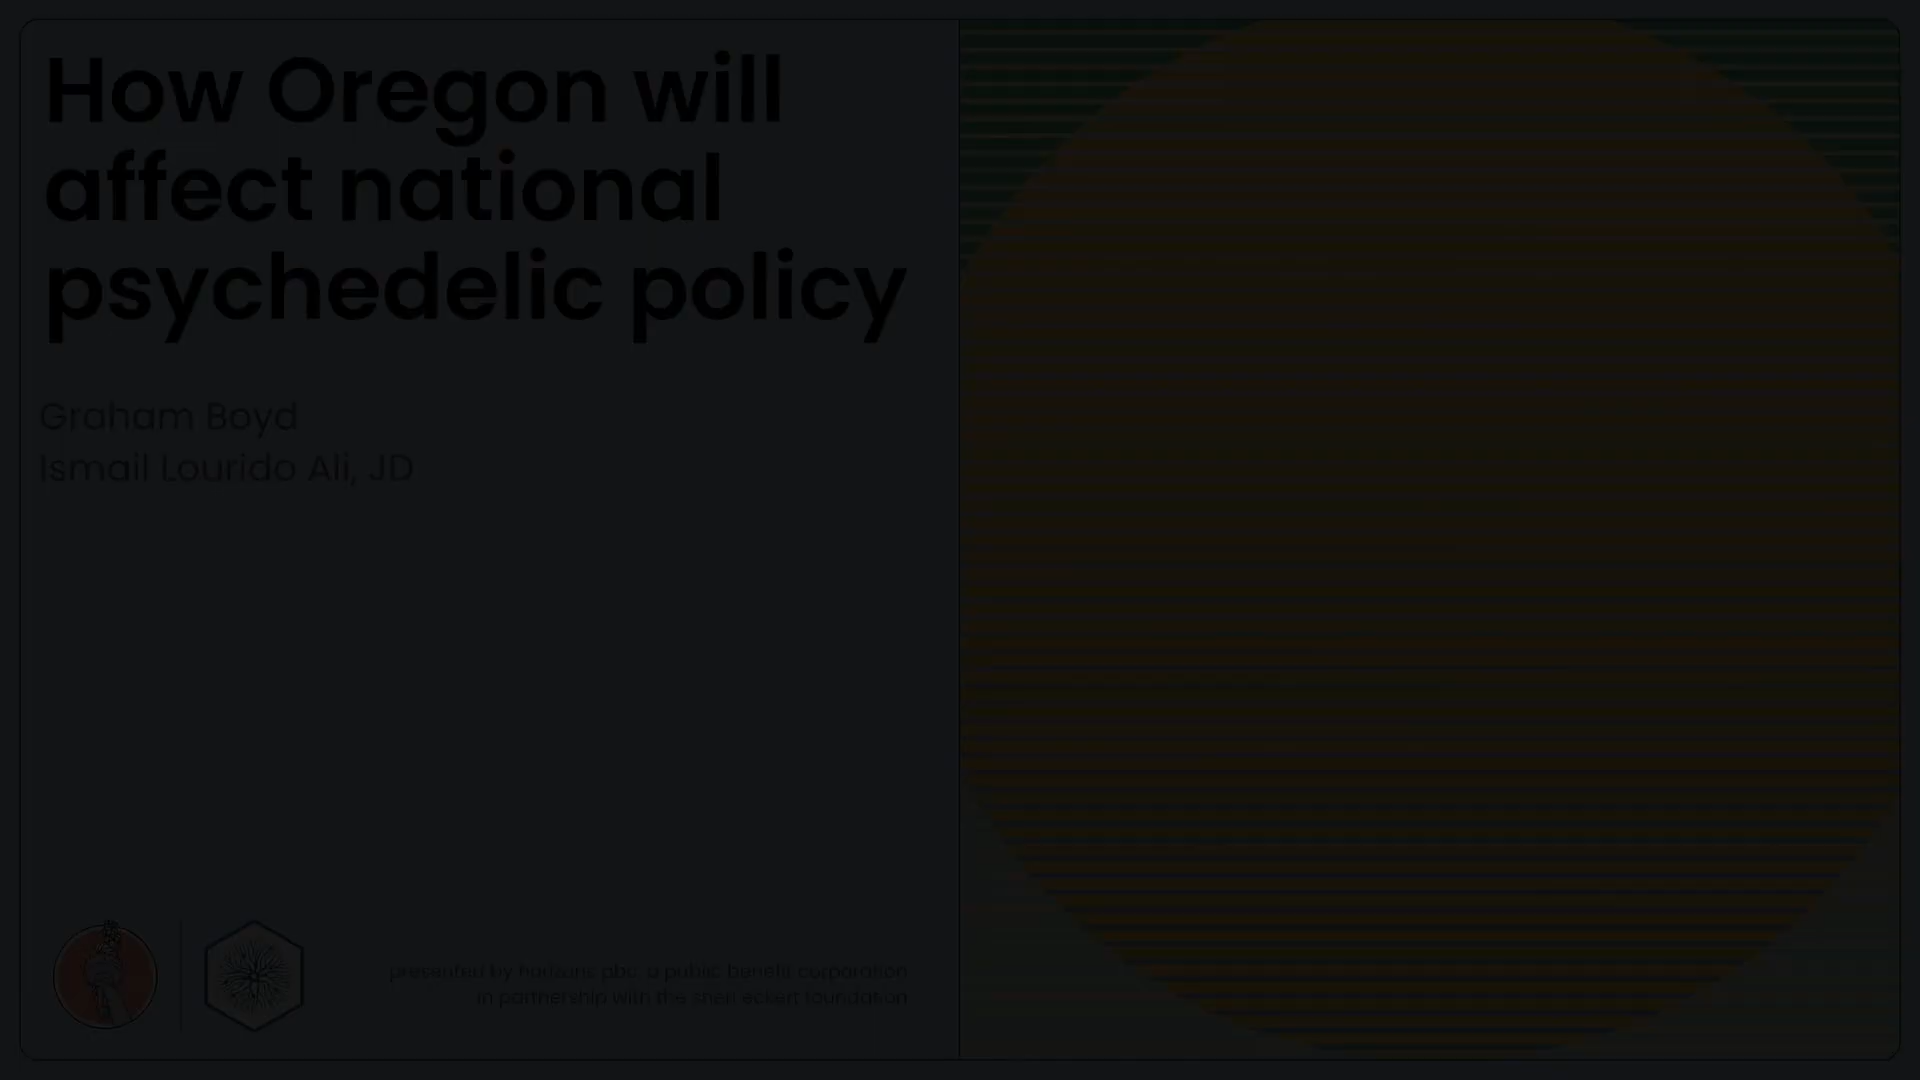 How Oregon will
affect national
psychedelic policy
Graham Boyd
Ismail Lourido Ali, JD
presented by horizons pbc, a public benefit corporation
in partnership with the sheri eckert foundation